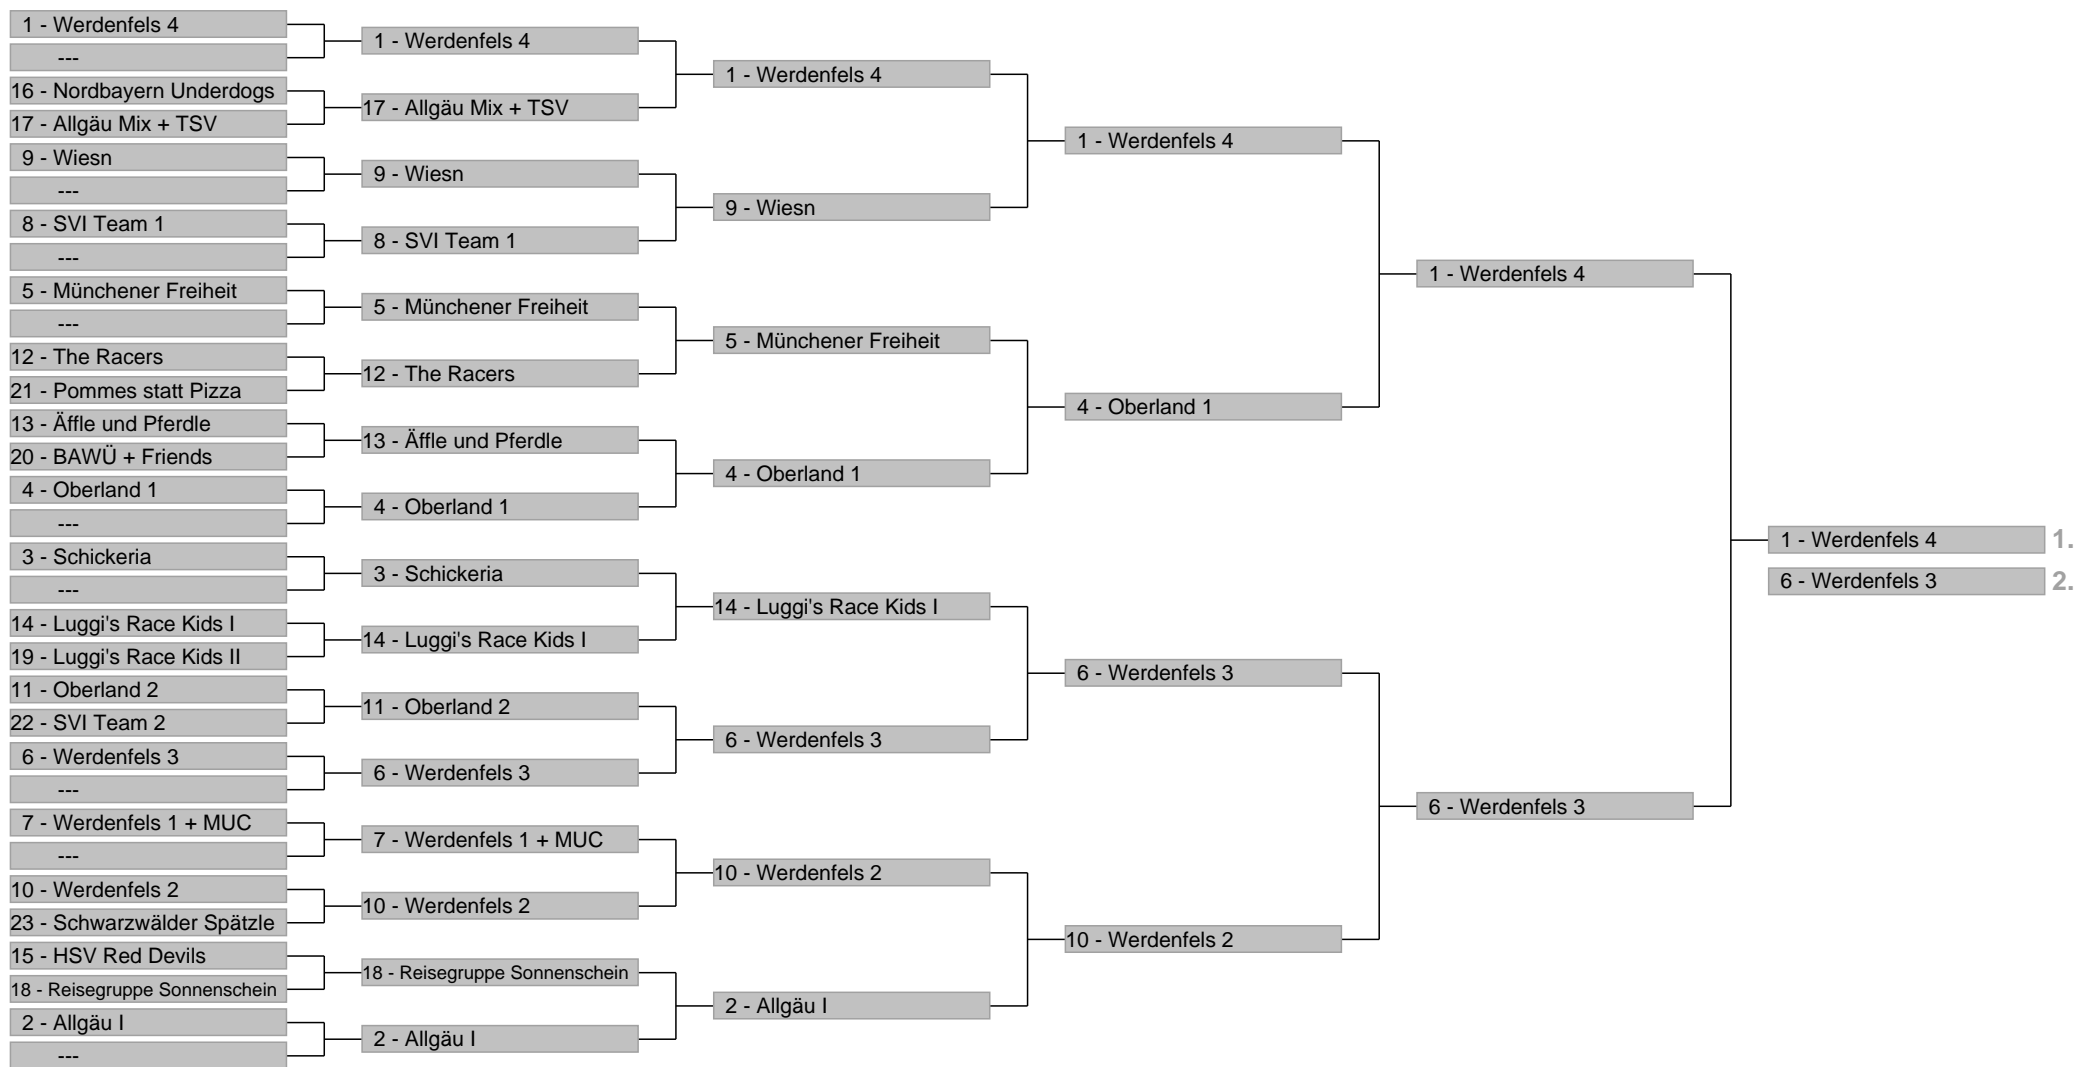 1 - Werdenfels 4
---
16 - Nordbayern Underdogs
17 - Allgäu Mix + TSV
9 - Wiesn
---
8 - SVI Team 1
---
5 - Münchener Freiheit
---
12 - The Racers
21 - Pommes statt Pizza
13 - Äffle und Pferdle
20 - BAWÜ + Friends
4 - Oberland 1
---
3 - Schickeria
---
14 - Luggi's Race Kids I
19 - Luggi's Race Kids II
11 - Oberland 2
22 - SVI Team 2
6 - Werdenfels 3
---
7 - Werdenfels 1 + MUC
---
10 - Werdenfels 2
23 - Schwarzwälder Spätzle
15 - HSV Red Devils
18 - Reisegruppe Sonnenschein
2 - Allgäu I
---
1 - Werdenfels 4
17 - Allgäu Mix + TSV
9 - Wiesn
8 - SVI Team 1
5 - Münchener Freiheit
12 - The Racers
13 - Äffle und Pferdle
4 - Oberland 1
3 - Schickeria
14 - Luggi's Race Kids I
11 - Oberland 2
6 - Werdenfels 3
7 - Werdenfels 1 + MUC
10 - Werdenfels 2
18 - Reisegruppe Sonnenschein
2 - Allgäu I
1 - Werdenfels 4
9 - Wiesn
5 - Münchener Freiheit
4 - Oberland 1
14 - Luggi's Race Kids I
6 - Werdenfels 3
10 - Werdenfels 2
2 - Allgäu I
1 - Werdenfels 4
4 - Oberland 1
6 - Werdenfels 3
10 - Werdenfels 2
1 - Werdenfels 4
6 - Werdenfels 3
1 - Werdenfels 4 1.
6 - Werdenfels 3 2.